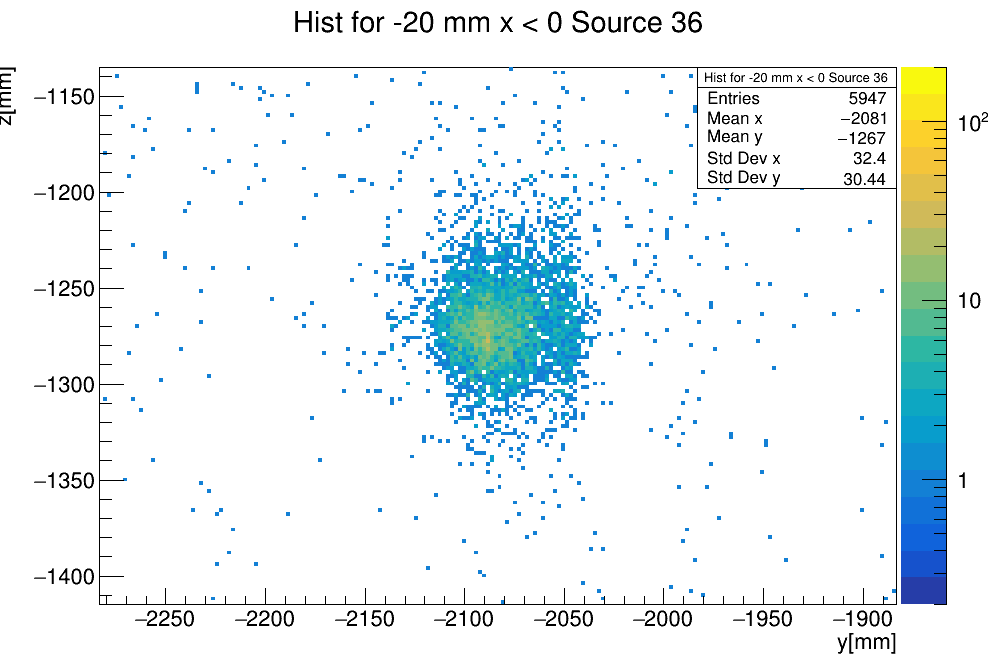 Hist for -20 mm x < 0 Source 36
z[mm]
Hist for -20 mm x < 0 Source 36
Entries 5947
Mean x −2081
Mean y −1267
Std Dev x 32.4
Std Dev y 30.44
−1150
−1200
−1250
−1300
−1350
−1400
10²
10
1
−2250 −2200 −2150 −2100 −2050 −2000 −1950 −1900
y[mm]